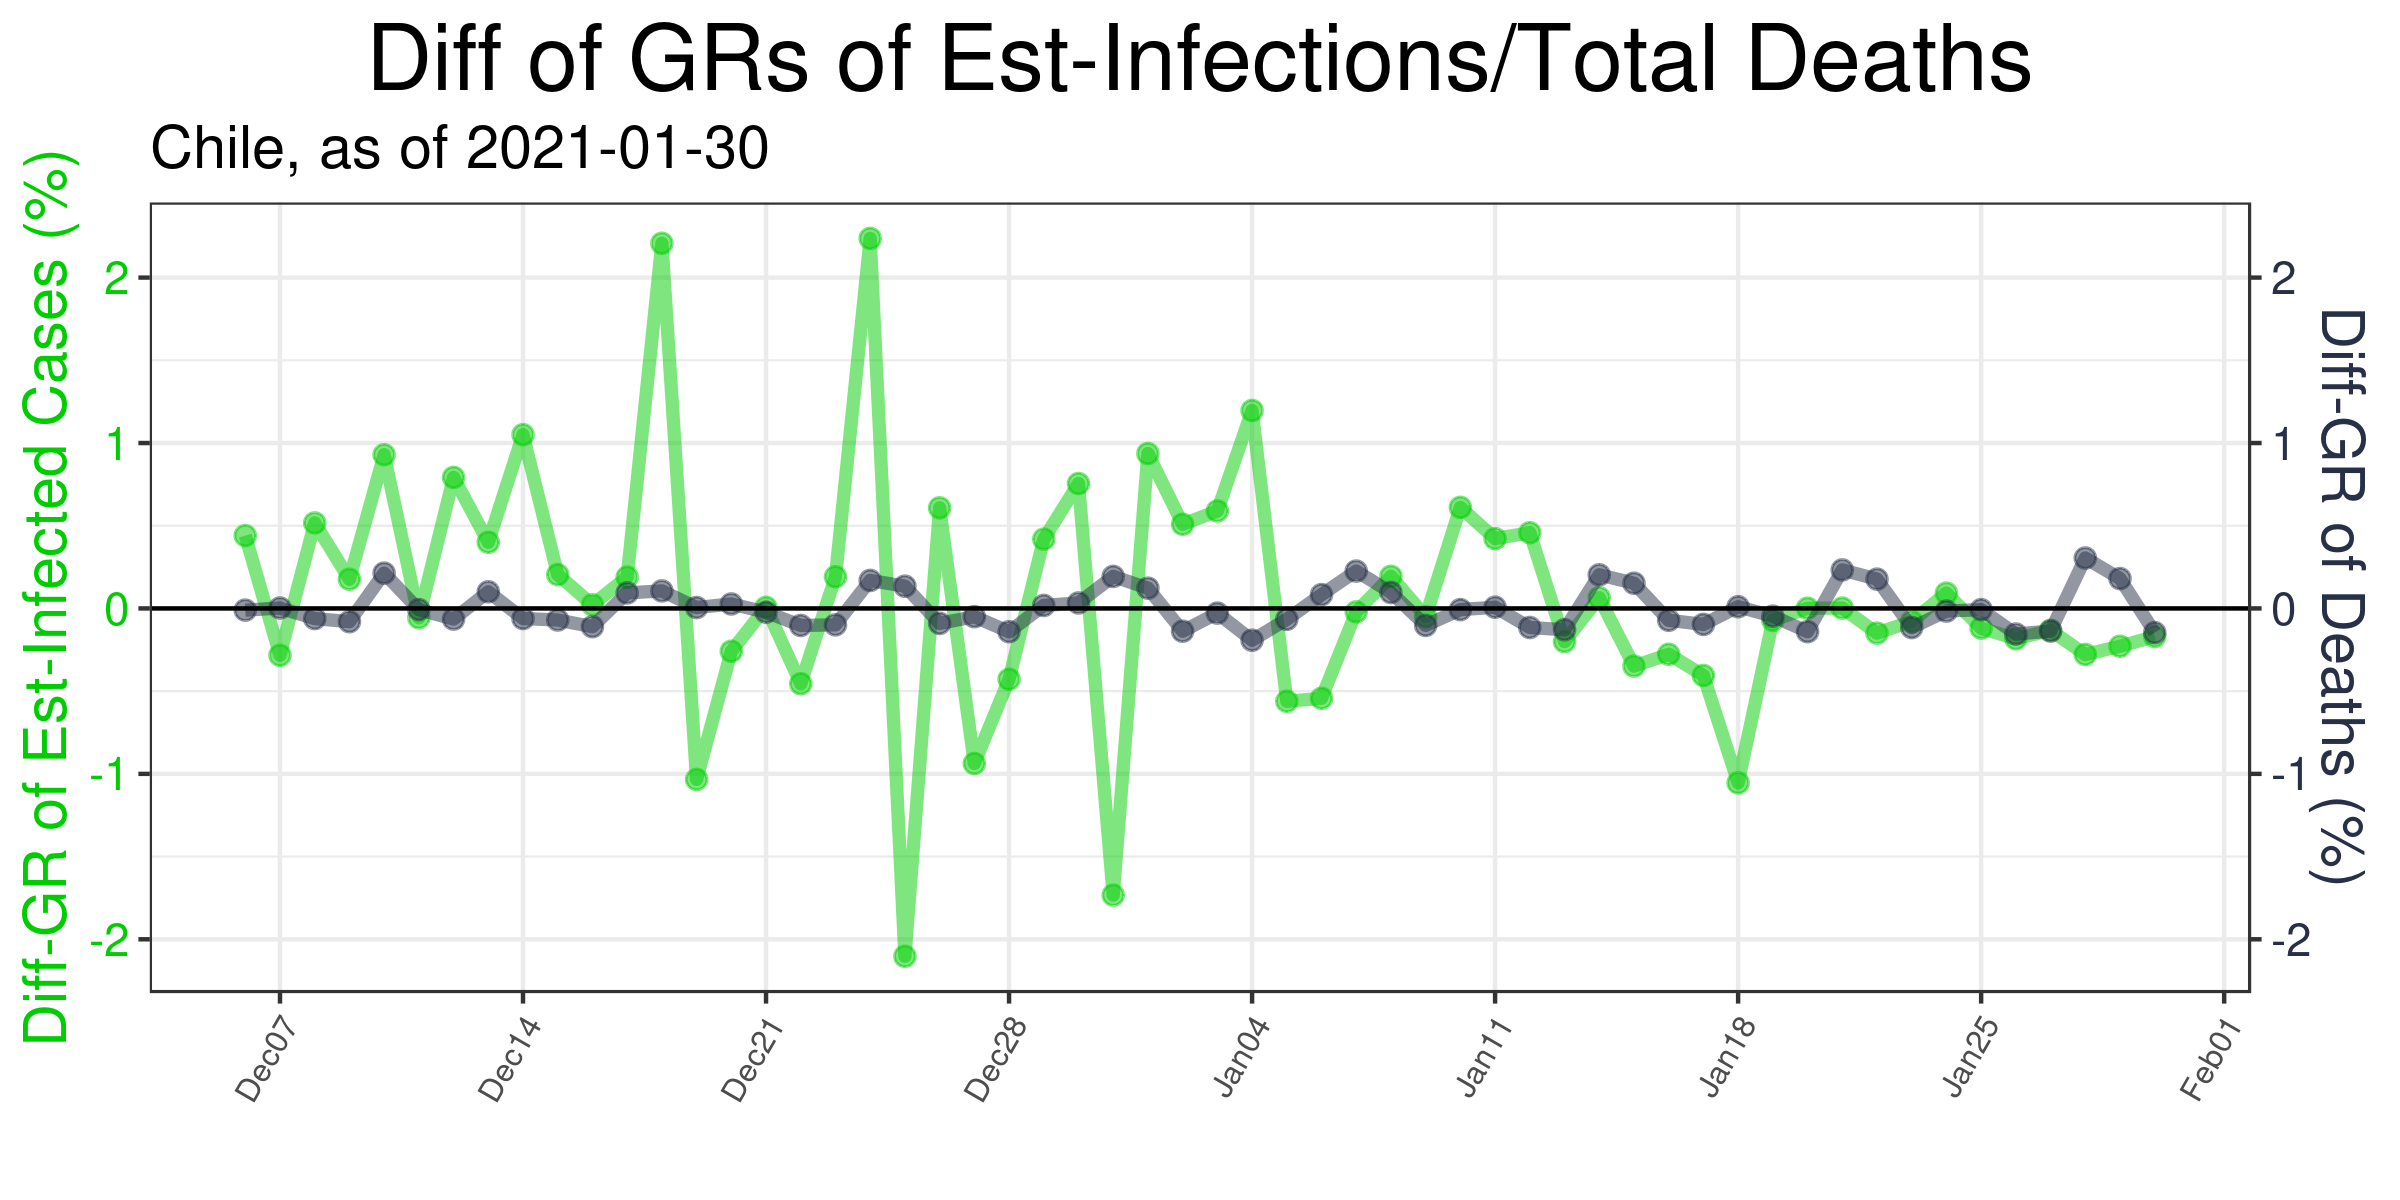 Diff of GRs of Est-Infections/Total Deaths
Chile, as of 2021-01-30
Diff-GR of Est-Infected Cases (%)
2
1
0
-1
-2
2
1
0
-1
-2
Diff-GR of Deaths (%)
Dec07
Dec14
Dec21
Dec28
Jan04
Jan11
Jan18
Jan25
Feb01